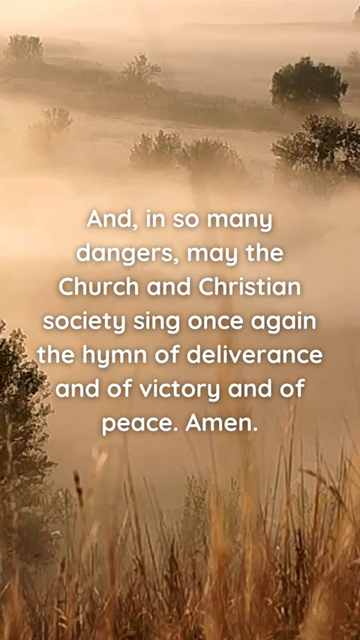 And, in so many
dangers, may the
Church and Christian
society sing once again
the hymn of deliverance
and of victory and of
peace. Amen.